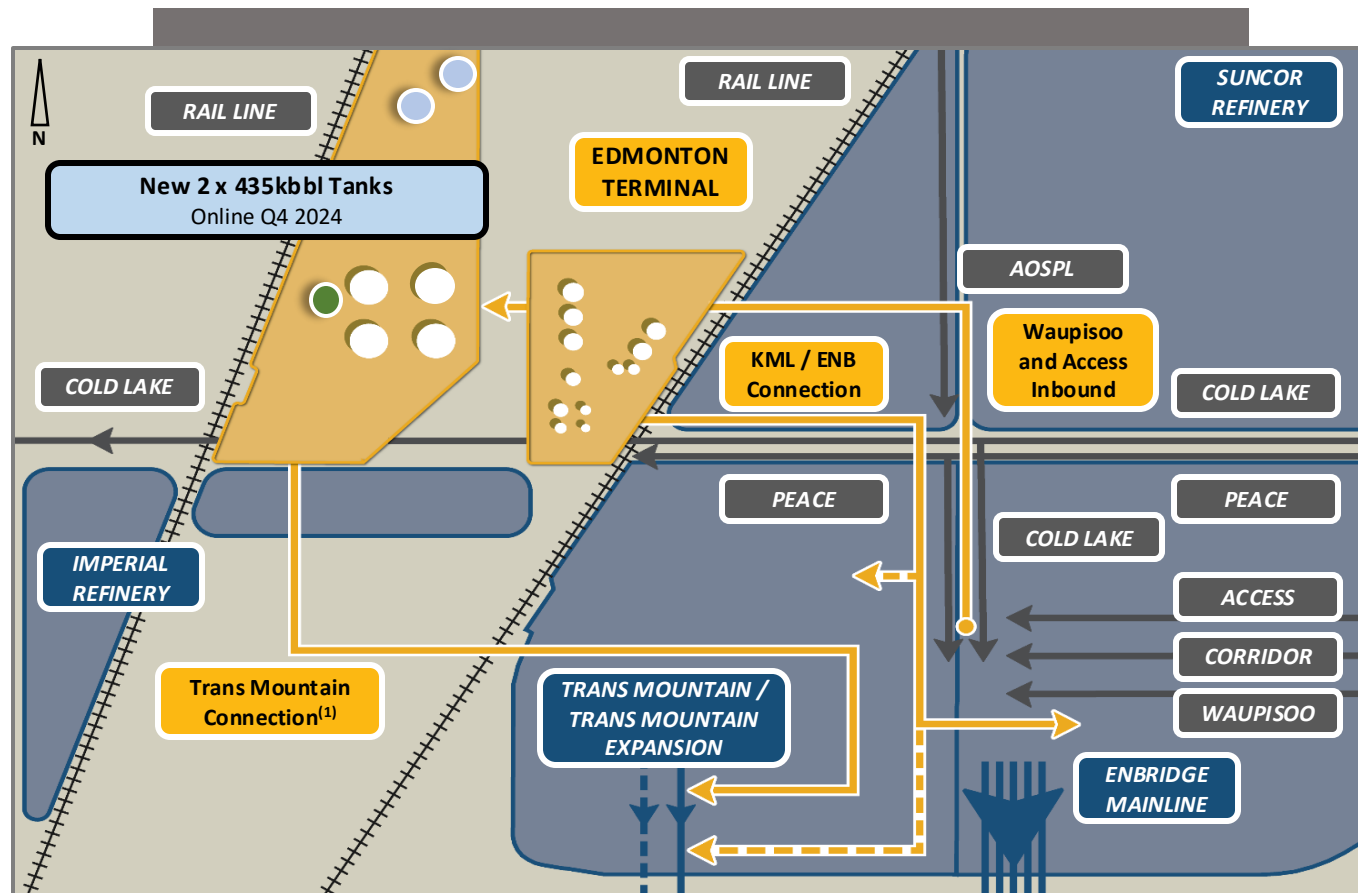 RAIL LINE
RAIL LINE
SUNCOR
REFINERY
N
New 2 x 435kbbl Tanks
Online Q4 2024
EDMONTON
TERMINAL
AOSPL
Waupisoo
and Access
Inbound
KML / ENB
Connection
COLD LAKE
COLD LAKE
PEACE
PEACE
COLD LAKE
IMPERIAL
REFINERY
ACCESS
CORRIDOR
WAUPISOO
Trans Mountain
Connection(1)
TRANS MOUNTAIN /
TRANS MOUNTAIN
EXPANSION
ENBRIDGE
MAINLINE